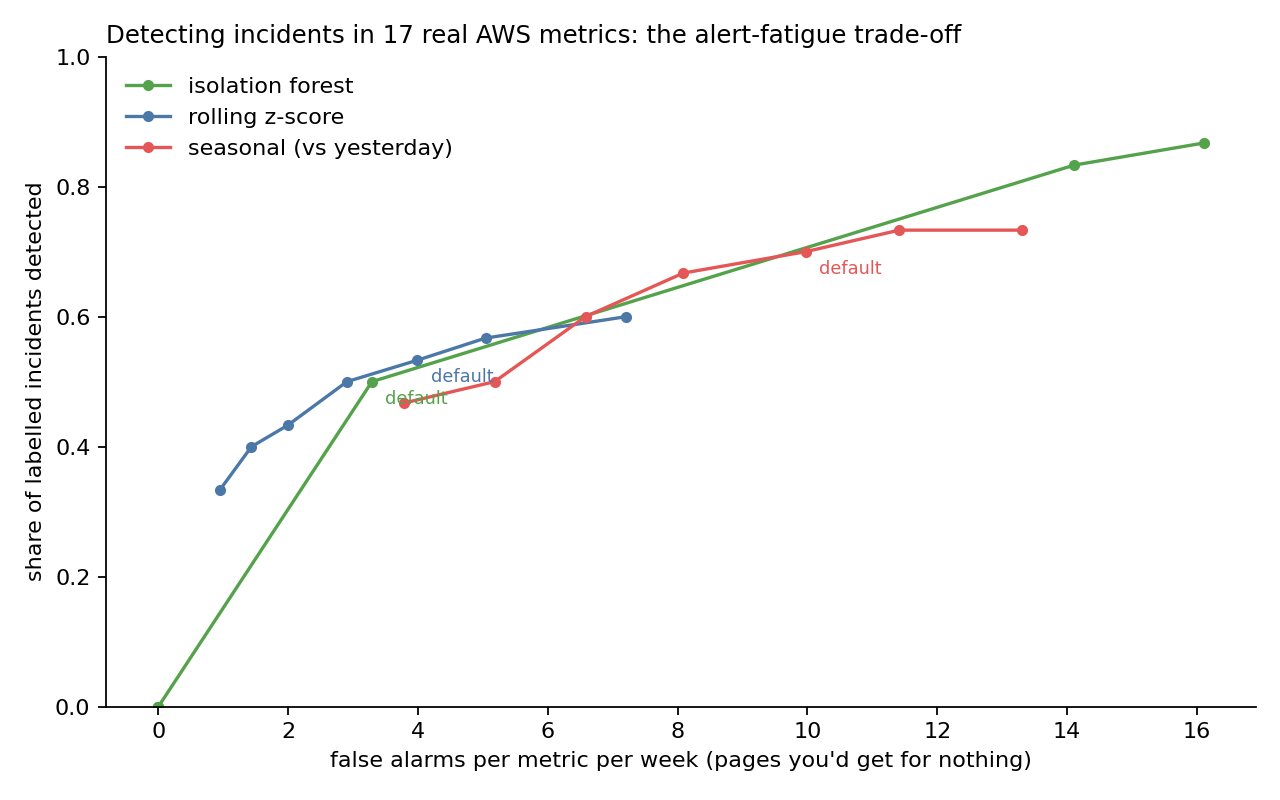 Detecting incidents in 17 real AWS metrics: the alert-fatigue trade-off
isolation forest
rolling z-score
seasonal (vs yesterday)
share of labelled incidents detected
1.0
0.8
0.6
0.4
0.2
0.0
default
default
default
0 2 4 6 8 10 12 14 16
false alarms per metric per week (pages you'd get for nothing)